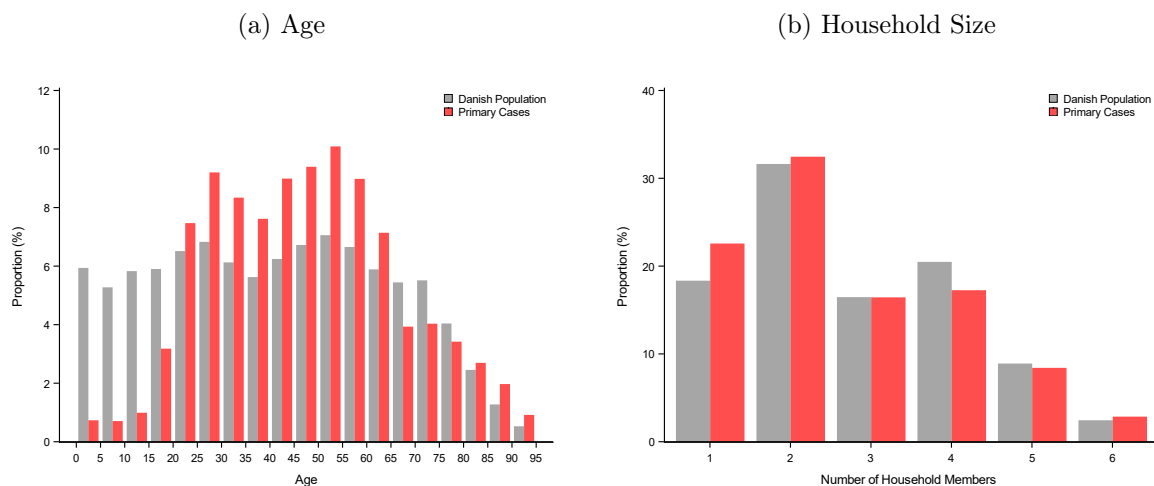 (a) Age
12
10
8
6
4
2
0
Proportion (%)
Danish Population
Primary Cases
0 5 10 15 20 25 30 35 40 45 50 55 60 65 70 75 80 85 90 95
Age
(b) Household Size
40
30
20
10
0
Proportion (%)
Danish Population
Primary Cases
1 2 3 4 5 6
Number of Household Members